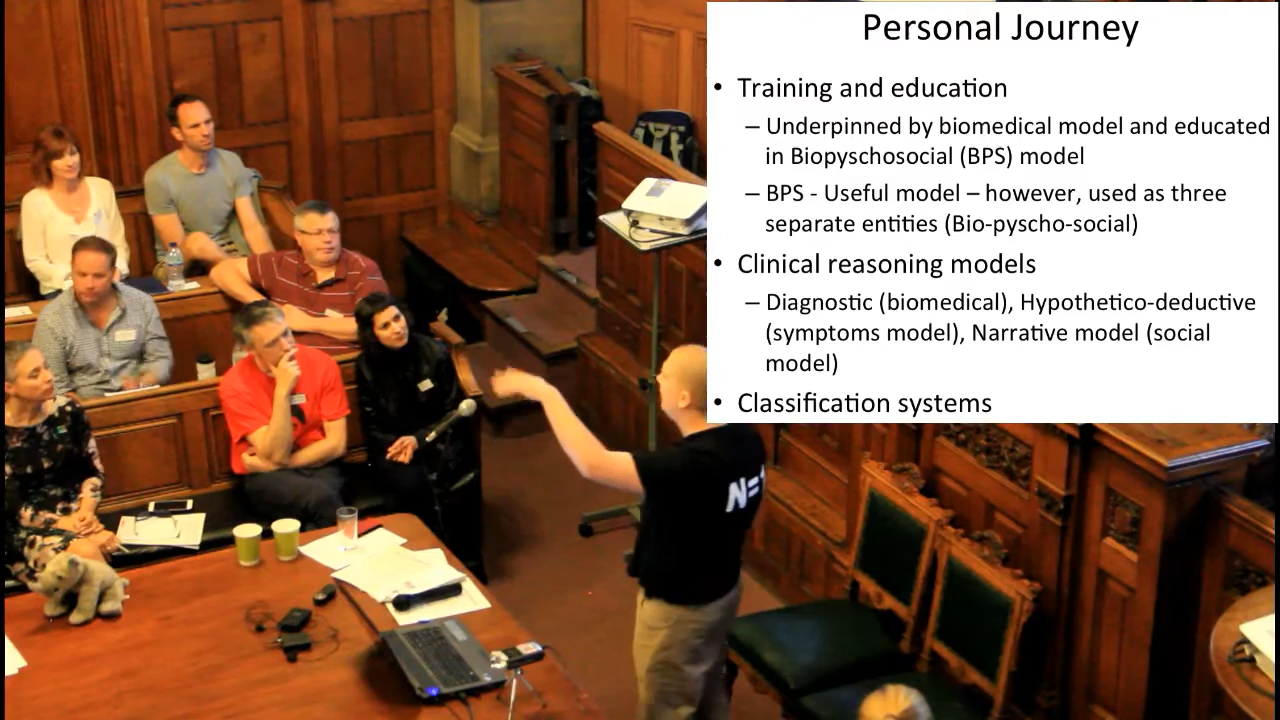 Personal Journey
• Training and education
– Underpinned by biomedical model and educated
in Biopyschosocial (BPS) model
– BPS - Useful model – however, used as three
separate entities (Bio-pyscho-social)
• Clinical reasoning models
– Diagnostic (biomedical), Hypothetico-deductive
(symptoms model), Narrative model (social
model)
• Classification systems
N=1